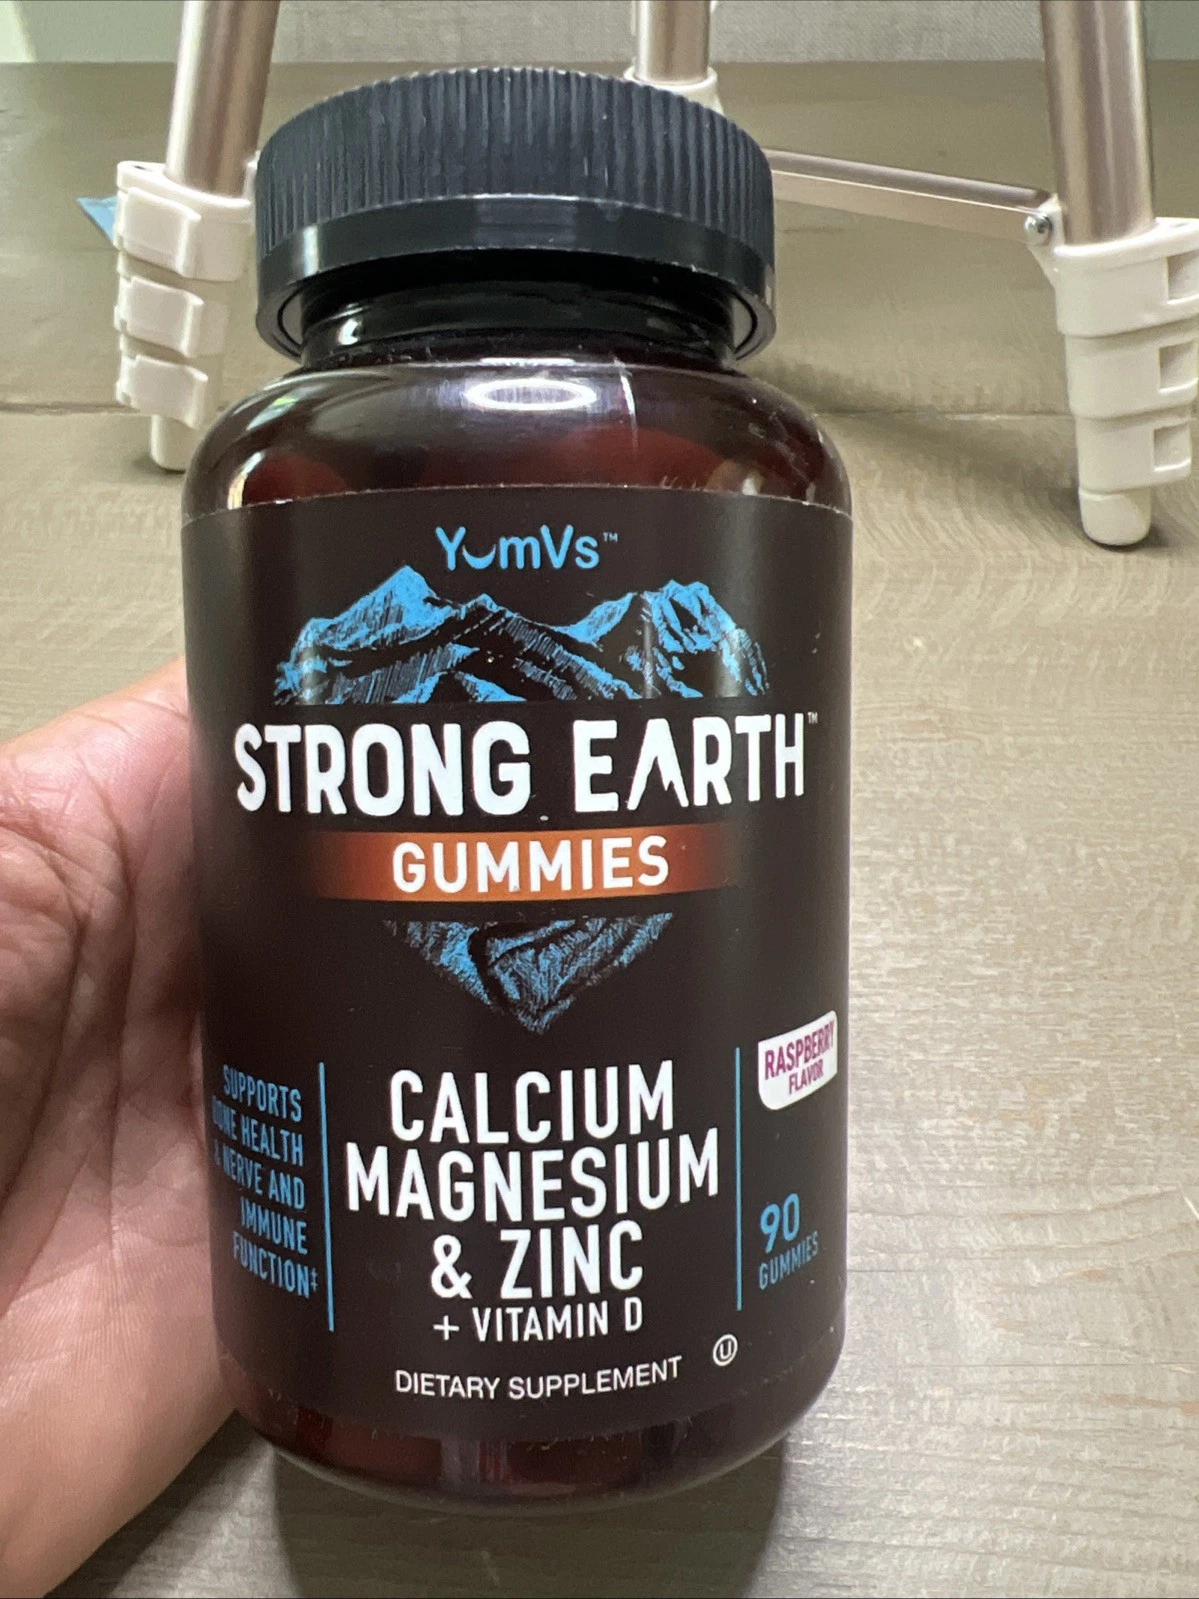 YumVs™
STRONG EARTH™
GUMMIES
SUPPORTS
BONE HEALTH
& NERVE AND
IMMUNE
FUNCTION‡
CALCIUM
MAGNESIUM
& ZINC
+ VITAMIN D
DIETARY SUPPLEMENT
U
RASPBERRY
FLAVOR
90
GUMMIES